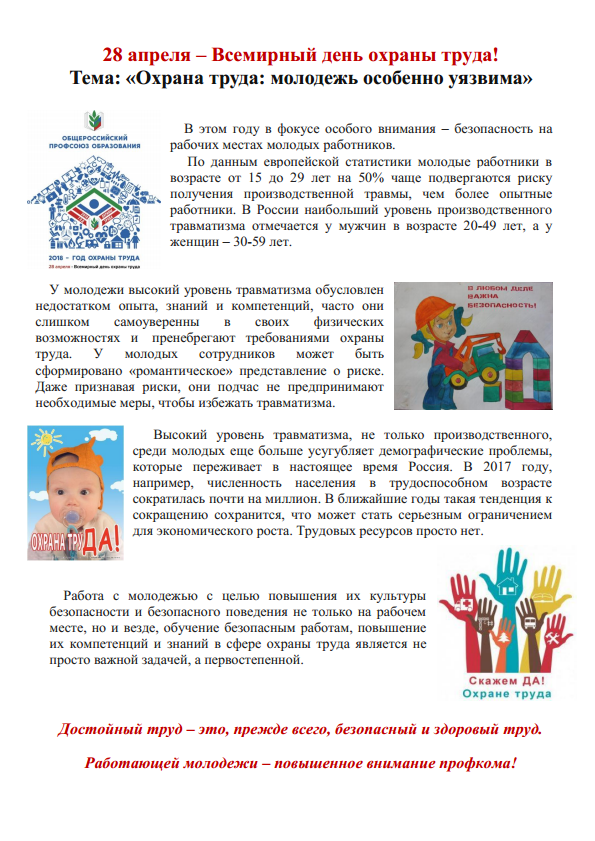 28 апреля – Всемирный день охраны труда!
Тема: «Охрана труда: молодежь особенно уязвима»
ОБЩЕРОССИЙСКИЙ
ПРОФСОЮЗ ОБРАЗОВАНИЯ
2018 – ГОД ОХРАНЫ ТРУДА
28 апреля - Всемирный день охраны труда
В этом году в фокусе особого внимания – безопасность на
рабочих местах молодых работников.
По данным европейской статистики молодые работники в
возрасте от 15 до 29 лет на 50% чаще подвергаются риску
получения производственной травмы, чем более опытные
работники. В России наибольший уровень производственного
травматизма отмечается у мужчин в возрасте 20-49 лет, а у
женщин – 30-59 лет.
У молодежи высокий уровень травматизма обусловлен
недостатком опыта, знаний и компетенций, часто они
слишком самоуверенны в своих физических
возможностях и пренебрегают требованиями охраны
труда. У молодых сотрудников может быть
сформировано «романтическое» представление о риске.
Даже признавая риски, они подчас не предпринимают
необходимые меры, чтобы избежать травматизма.
В ЛЮБОМ ДЕЛЕ
ВАЖНА
БЕЗОПАСНОСТЬ!
ОХРАНА ТРУДА!
Высокий уровень травматизма, не только производственного,
среди молодых еще больше усугубляет демографические проблемы,
которые переживает в настоящее время Россия. В 2017 году,
например, численность населения в трудоспособном возрасте
сократилась почти на миллион. В ближайшие годы такая тенденция к
сокращению сохранится, что может стать серьезным ограничением
для экономического роста. Трудовых ресурсов просто нет.
Работа с молодежью с целью повышения их культуры
безопасности и безопасного поведения не только на рабочем
месте, но и везде, обучение безопасным работам, повышение
их компетенций и знаний в сфере охраны труда является не
просто важной задачей, а первостепенной.
Скажем ДА!
Охране труда
Достойный труд – это, прежде всего, безопасный и здоровый труд.
Работающей молодежи – повышенное внимание профкома!